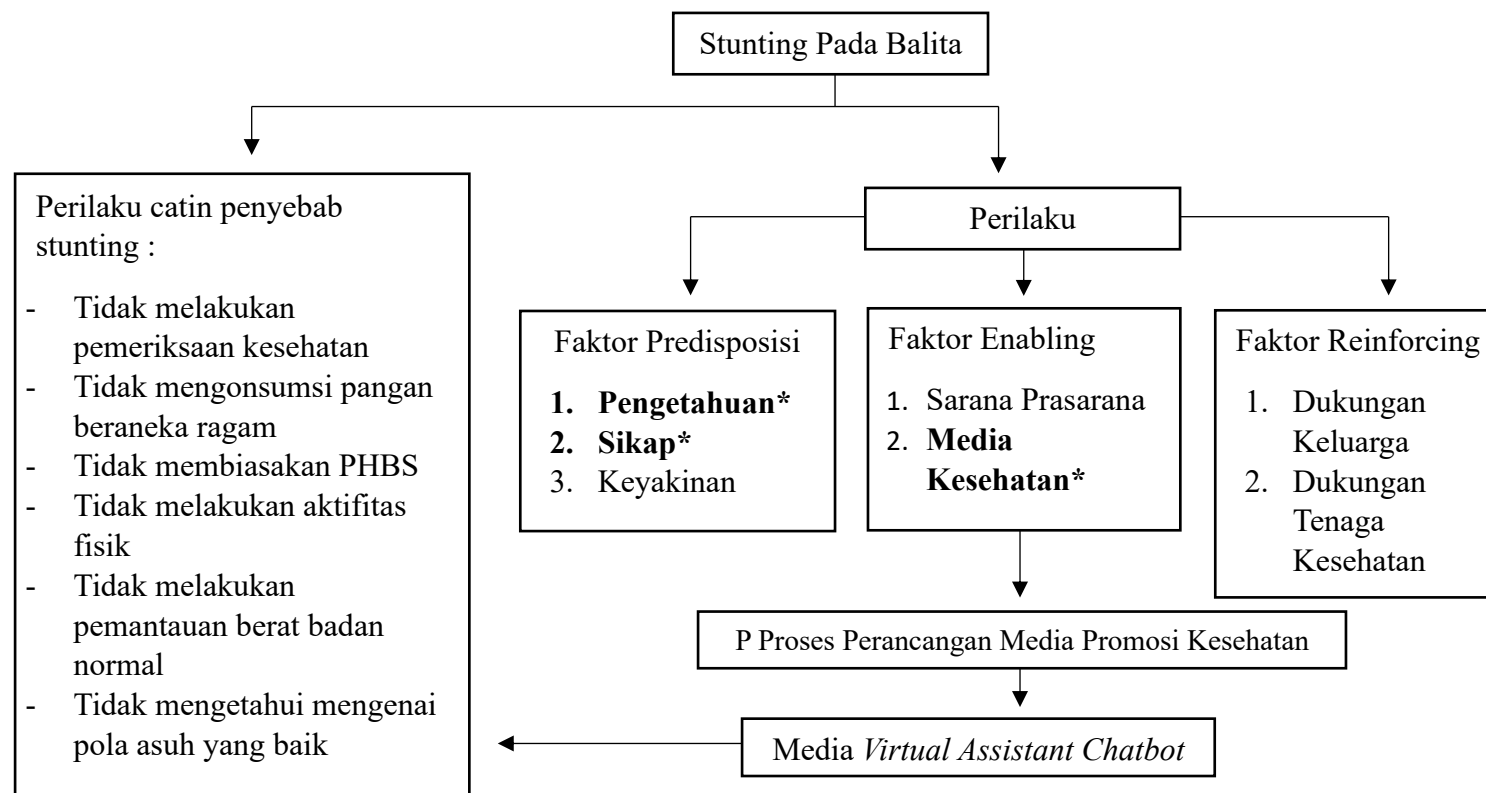 Stunting Pada Balita
Perilaku catin penyebab
stunting :
- Tidak melakukan
pemeriksaan kesehatan
- Tidak mengonsumsi pangan
beraneka ragam
- Tidak membiasakan PHBS
- Tidak melakukan aktifitas
fisik
- Tidak melakukan
pemantauan berat badan
normal
- Tidak mengetahui mengenai
pola asuh yang baik
Perilaku
Faktor Predisposisi
1. Pengetahuan*
2. Sikap*
3. Keyakinan
Faktor Enabling
1. Sarana Prasarana
2. Media
Kesehatan*
Faktor Reinforcing
1. Dukungan
Keluarga
2. Dukungan
Tenaga
Kesehatan
P Proses Perancangan Media Promosi Kesehatan
Media Virtual Assistant Chatbot